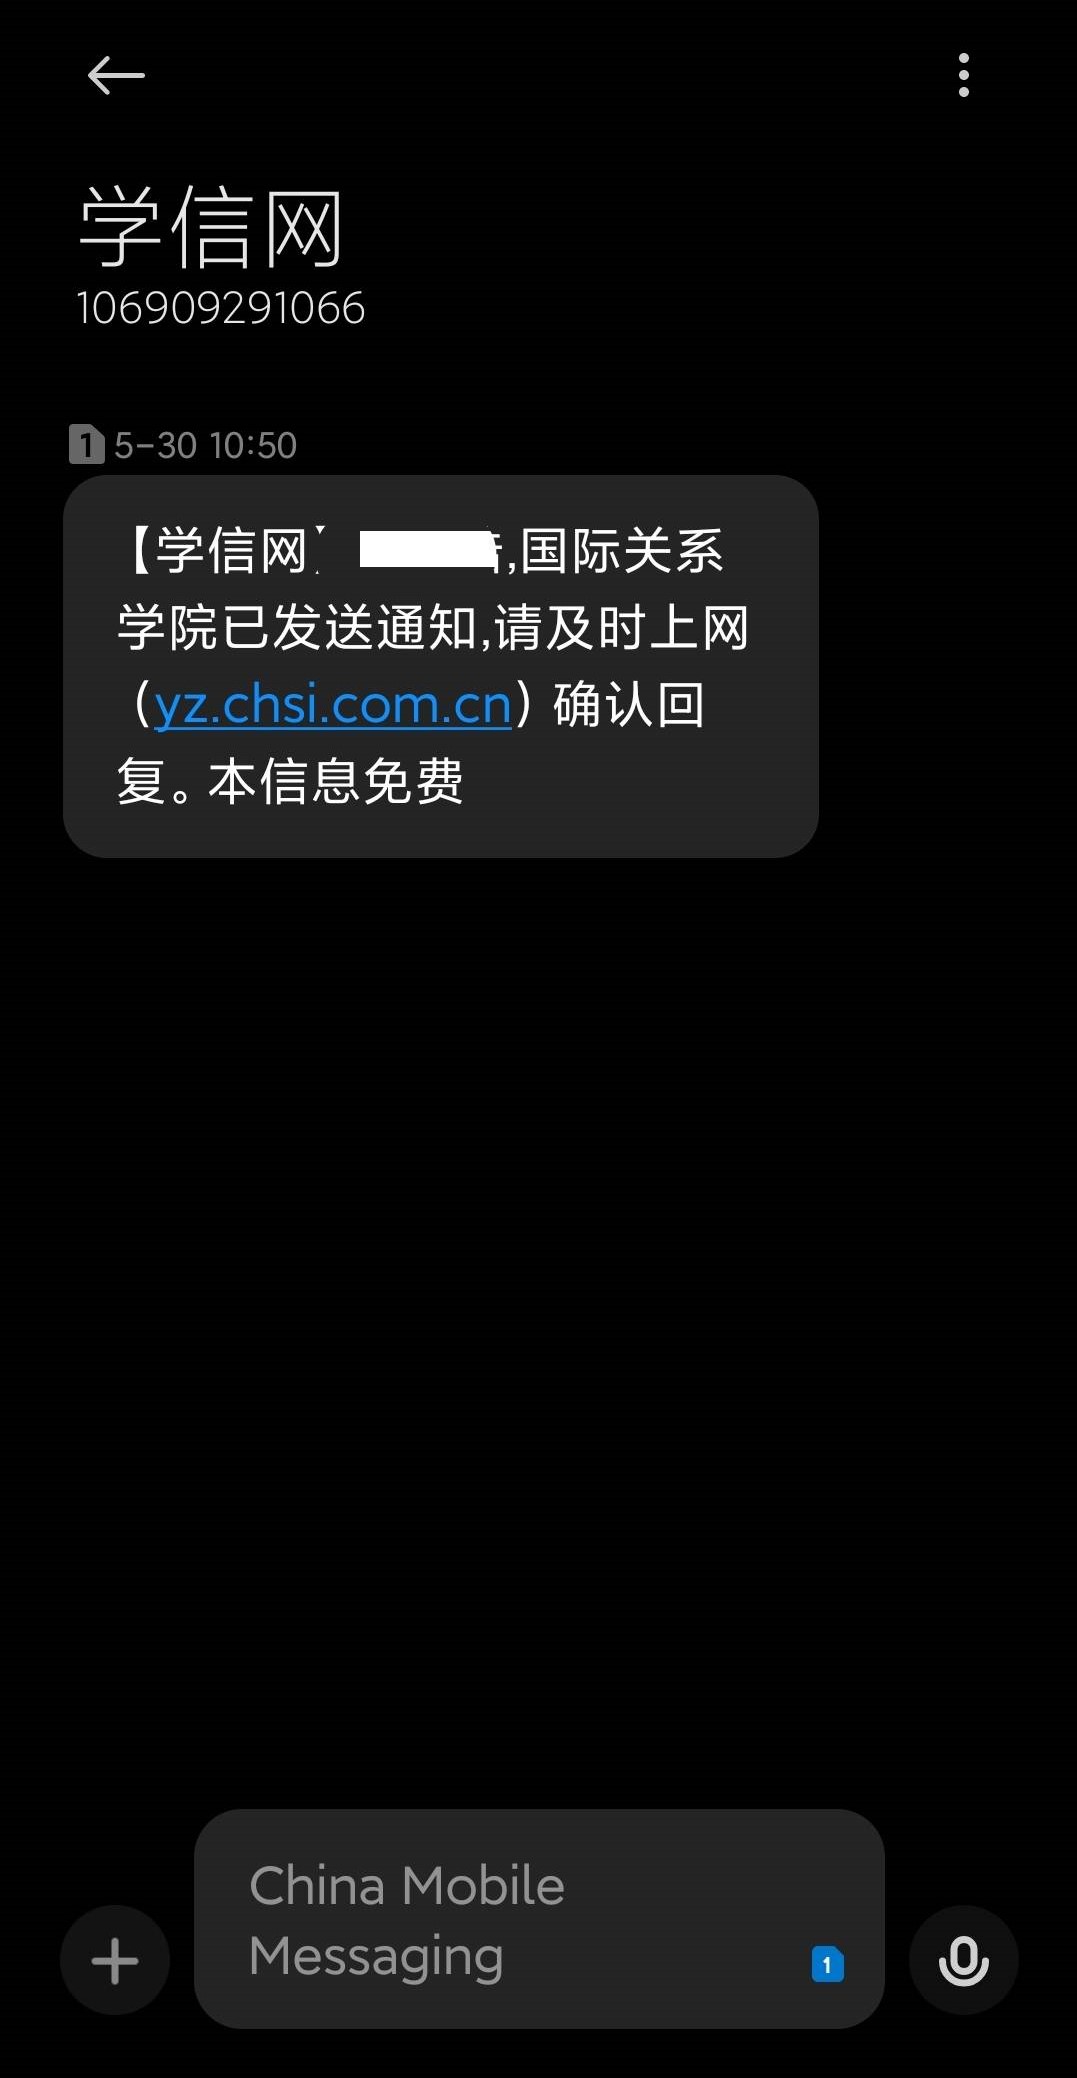 学信网
106909291066
1 5-30 10:50
【学信网】 ,国际关系
学院已发送通知,请及时上网
（yz.chsi.com.cn）确认回
复。本信息免费
China Mobile
Messaging
1